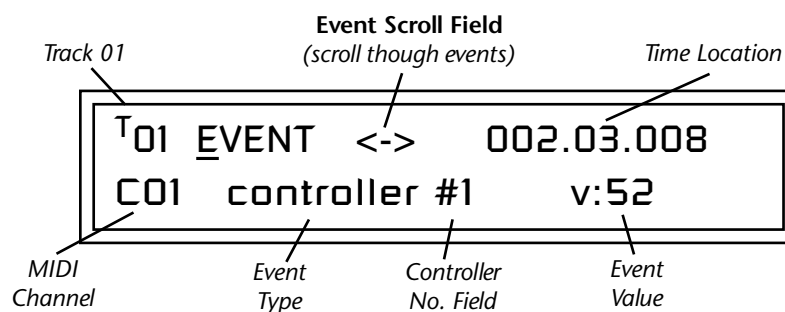 Event Scroll Field
Track 01 (scroll though events) Time Location
T01 EVENT <-> 002.03.008
C01 controller #1 v:52
MIDI Event Controller Event
Channel Type No. Field Value